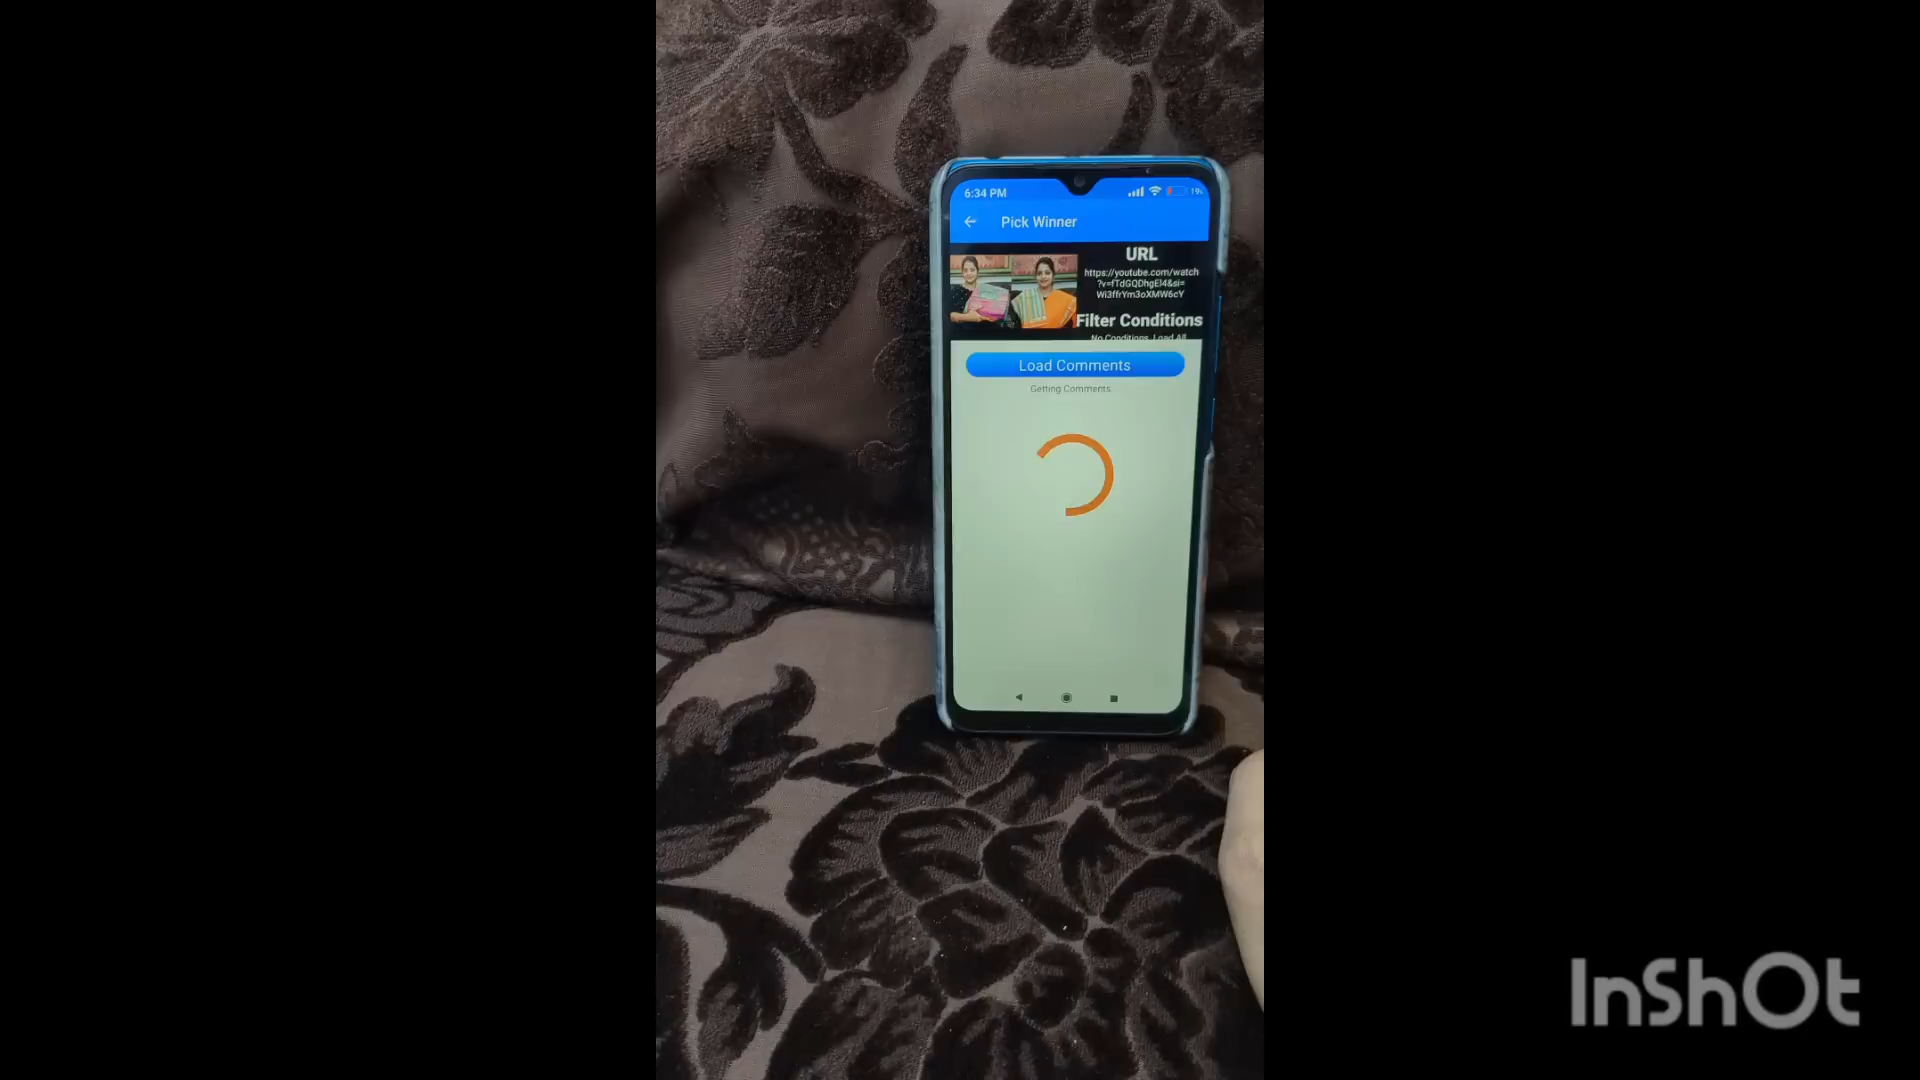 6:34 PM
19%
Pick Winner
URL
https://youtube.com/watch
?v=fTdGQDhgEl4&si=
Wi3ffrYm3oXMW6cY
Filter Conditions
No Conditions, Load All
Load Comments
Getting Comments.
InShOt